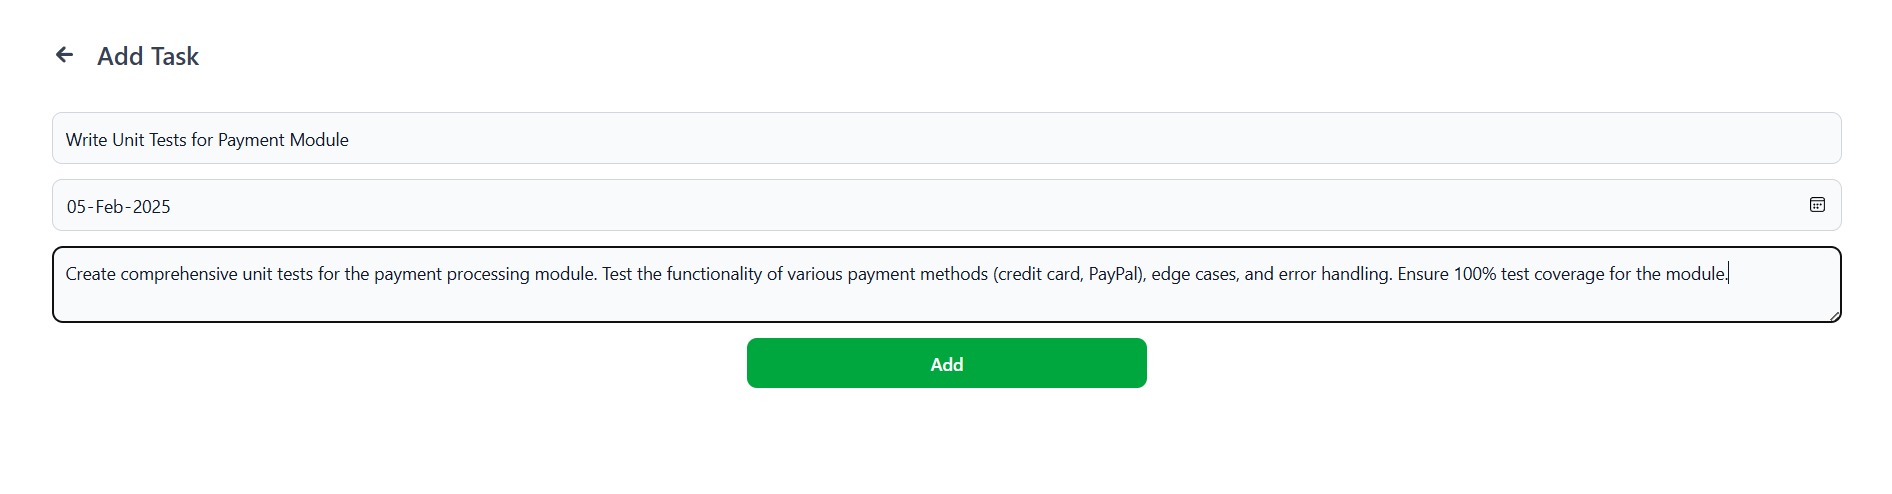 Add Task
Write Unit Tests for Payment Module
05-Feb-2025
Create comprehensive unit tests for the payment processing module. Test the functionality of various payment methods (credit card, PayPal), edge cases, and error handling. Ensure 100% test coverage for the module.
Add